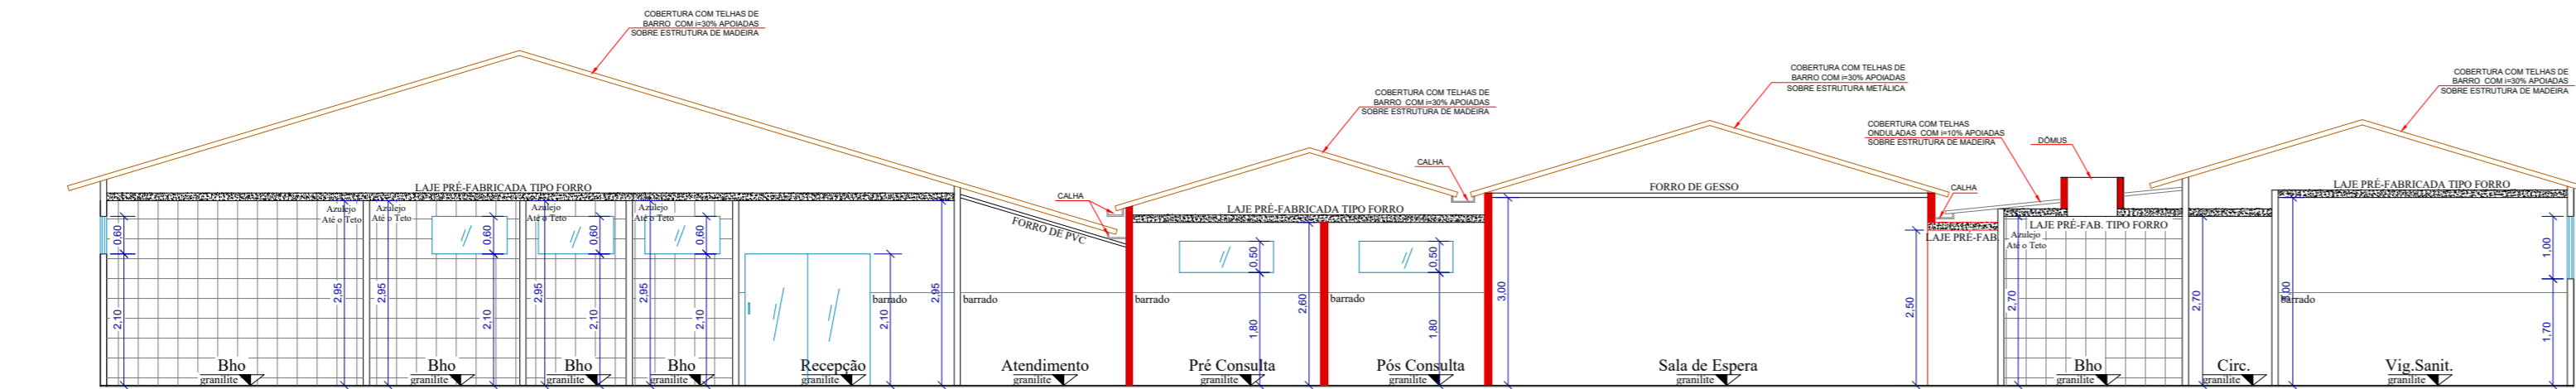 COBERTURA COM TELHAS DE
BARRO COM i=30% APOIADAS
SOBRE ESTRUTURA DE MADEIRA
COBERTURA COM TELHAS DE
BARRO COM i=30% APOIADAS
SOBRE ESTRUTURA DE MADEIRA
COBERTURA COM TELHAS DE
BARRO COM i=30% APOIADAS
SOBRE ESTRUTURA METÁLICA
COBERTURA COM TELHAS DE
BARRO COM i=30% APOIADAS
SOBRE ESTRUTURA DE MADEIRA
COBERTURA COM TELHAS
ONDULADAS COM i=10% APOIADAS
SOBRE ESTRUTURA DE MADEIRA
DÔMUS
CALHA
CALHA
CALHA
LAJE PRÉ-FABRICADA TIPO FORRO
LAJE PRÉ-FABRICADA TIPO FORRO
FORRO DE GESSO
LAJE PRÉ-FABRICADA TIPO FORRO
FORRO DE PVC
LAJE PRÉ-FAB.
LAJE PRÉ-FAB. TIPO FORRO
Azulejo
Até o Teto
Azulejo
Até o Teto
Azulejo
Até o Teto
Azulejo
Até o Teto
Azulejo
Até o Teto
0,60
2,10
2,95
2,95
0,60
2,10
2,95
0,60
2,10
2,95
0,60
2,10
2,10
2,95
0,50
1,80
2,60
0,50
1,80
3,00
2,50
2,70
2,70
3,00
1,00
1,70
barrado
barrado
barrado
barrado
barrado
Bho
granilite
Bho
granilite
Bho
granilite
Bho
granilite
Recepção
granilite
Atendimento
granilite
Pré Consulta
granilite
Pós Consulta
granilite
Sala de Espera
granilite
Bho
granilite
Circ.
granilite
Vig.Sanit.
granilite